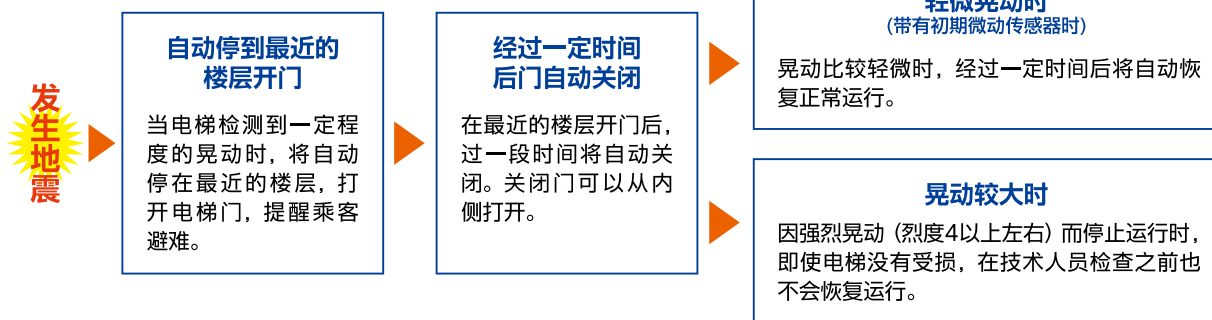 发生地震
自动停到最近的
楼层开门
当电梯检测到一定程
度的晃动时，将自动
停在最近的楼层，打
开电梯门，提醒乘客
避难。
经过一定时间
后门自动关闭
在最近的楼层开门后，
过一段时间将自动关
闭。关闭门可以从内
侧打开。
轻微晃动时
(带有初期微动传感器时)
晃动比较轻微时，经过一定时间后将自动恢
复正常运行。
晃动较大时
因强烈晃动（烈度4以上左右）而停止运行时，
即使电梯没有受损，在技术人员检查之前也
不会恢复运行。